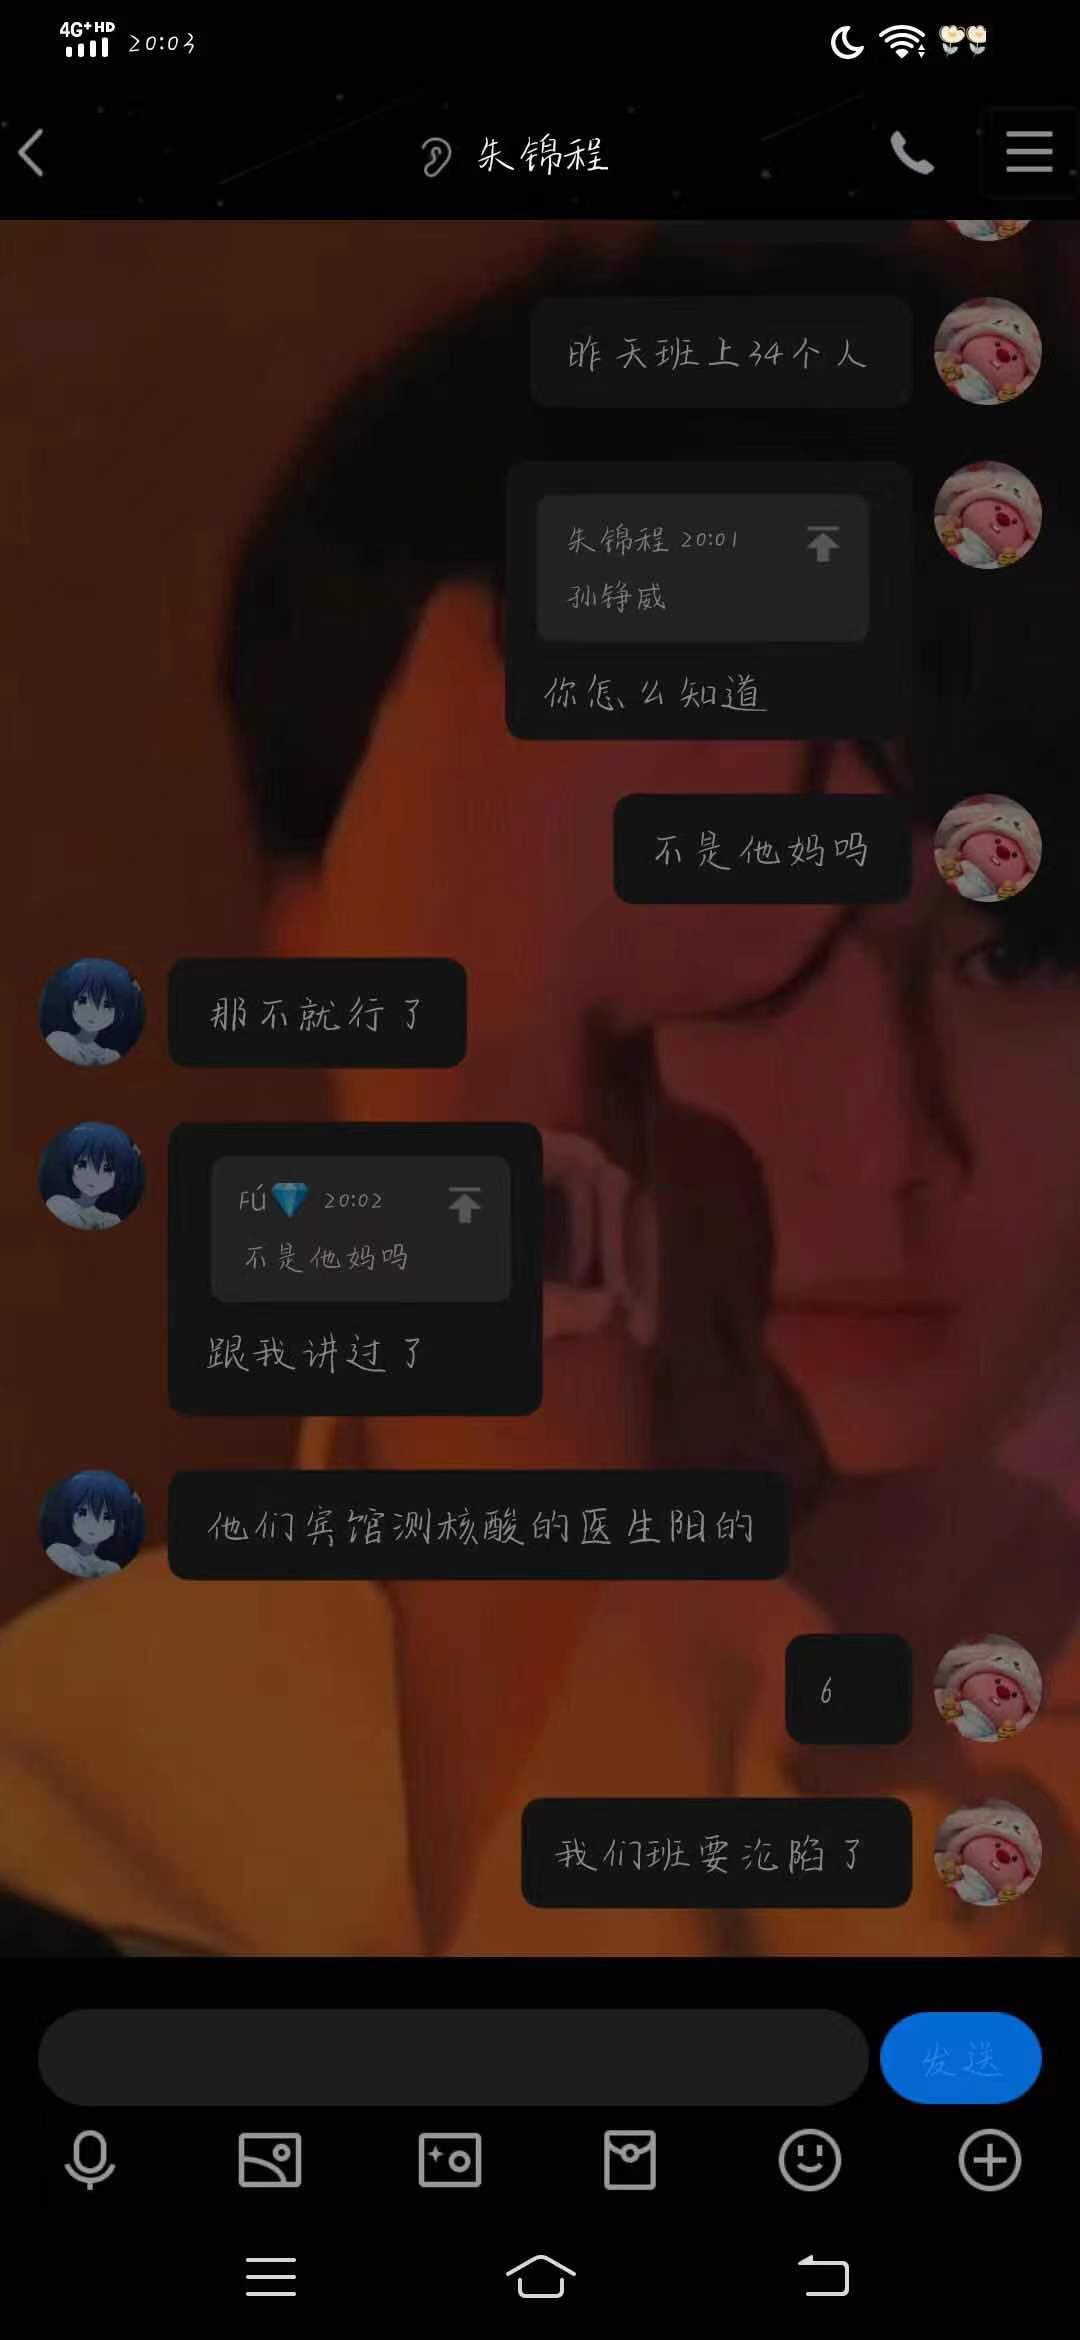 4G+HD
20:03
朱锦程
昨天班上34个人
朱锦程 20:01
孙铮威
你怎么知道
不是他妈吗
那不就行了
FÚ💎 20:02
不是他妈吗
跟我讲过了
他们宾馆测核酸的医生阳的
6
我们班要沦陷了
发送